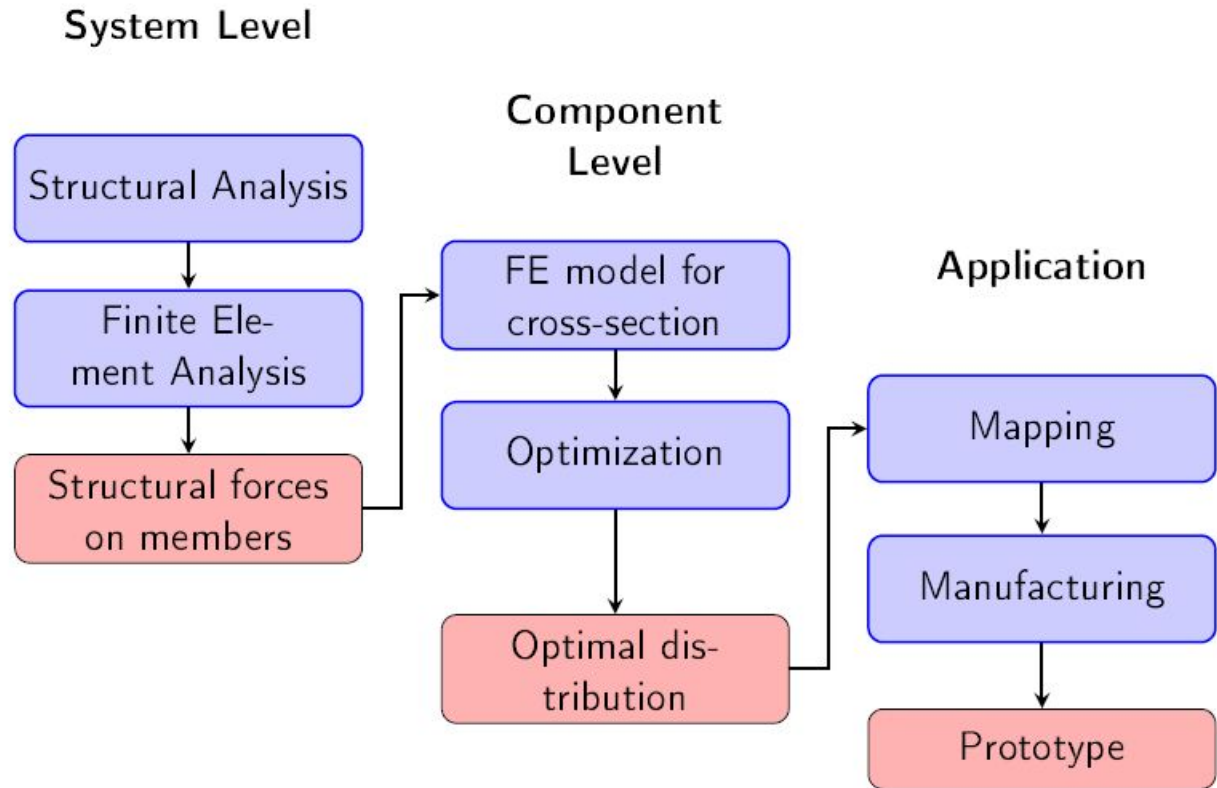 System Level
Structural Analysis
Finite Ele-
ment Analysis
Structural forces
on members
Component
Level
FE model for
cross-section
Optimization
Optimal dis-
tribution
Application
Mapping
Manufacturing
Prototype